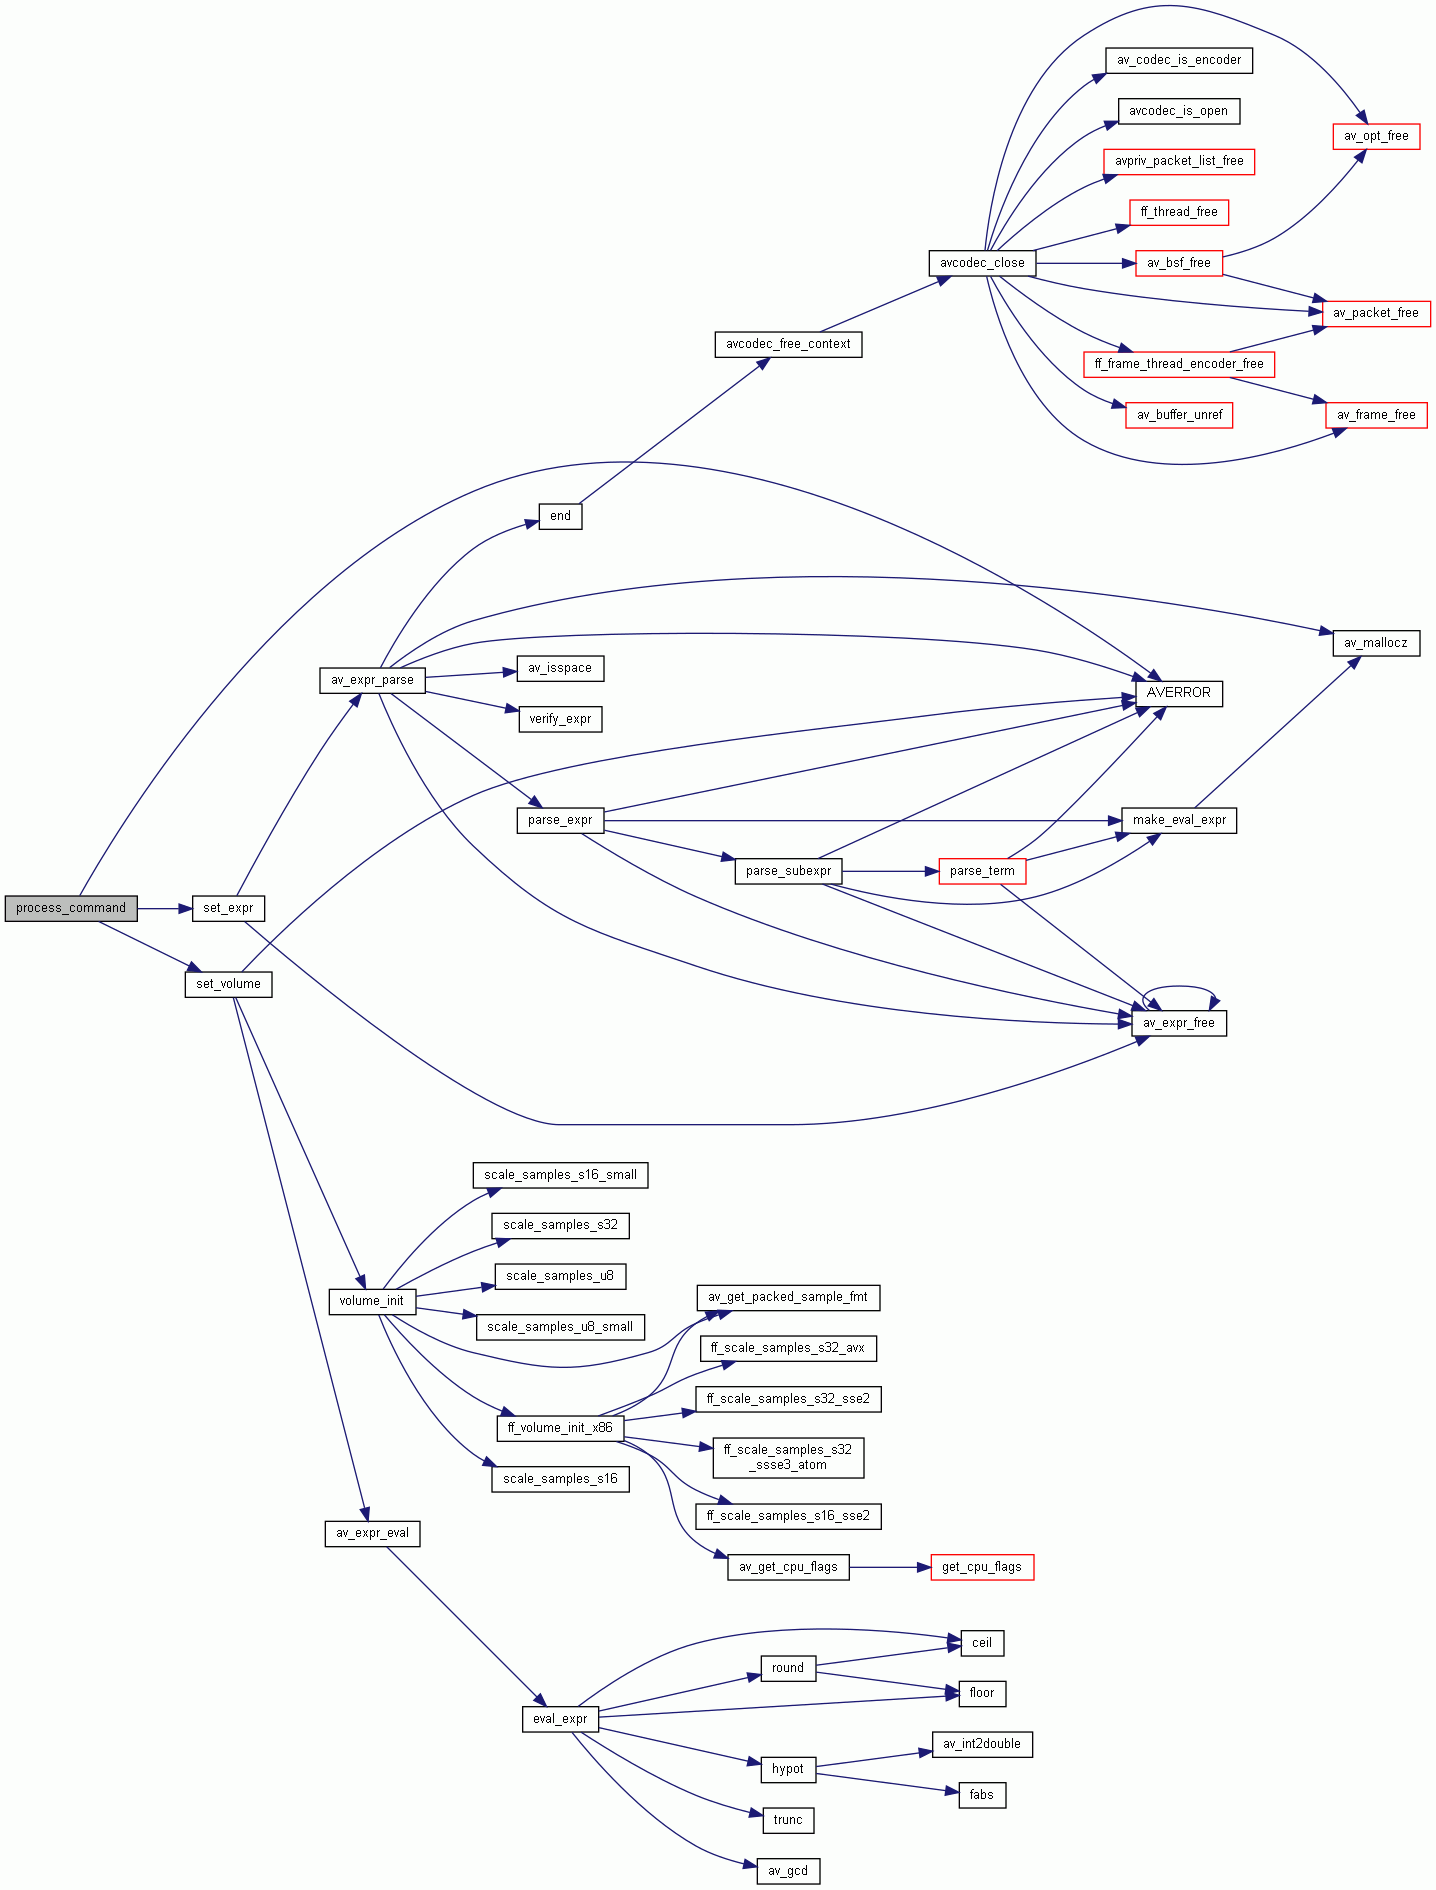 av_codec_is_encoder
avcodec_is_open
av_opt_free
avpriv_packet_list_free
ff_thread_free
avcodec_close
av_bsf_free
av_packet_free
avcodec_free_context
ff_frame_thread_encoder_free
av_buffer_unref
av_frame_free
end
av_mallocz
av_isspace
av_expr_parse
AVERROR
verify_expr
parse_expr
make_eval_expr
parse_subexpr
parse_term
process_command
set_expr
set_volume
av_expr_free
scale_samples_s16_small
scale_samples_s32
scale_samples_u8
volume_init
av_get_packed_sample_fmt
scale_samples_u8_small
ff_scale_samples_s32_avx
ff_scale_samples_s32_sse2
ff_volume_init_x86
ff_scale_samples_s32
_ssse3_atom
scale_samples_s16
ff_scale_samples_s16_sse2
av_expr_eval
av_get_cpu_flags
get_cpu_flags
ceil
round
floor
eval_expr
av_int2double
hypot
fabs
trunc
av_gcd